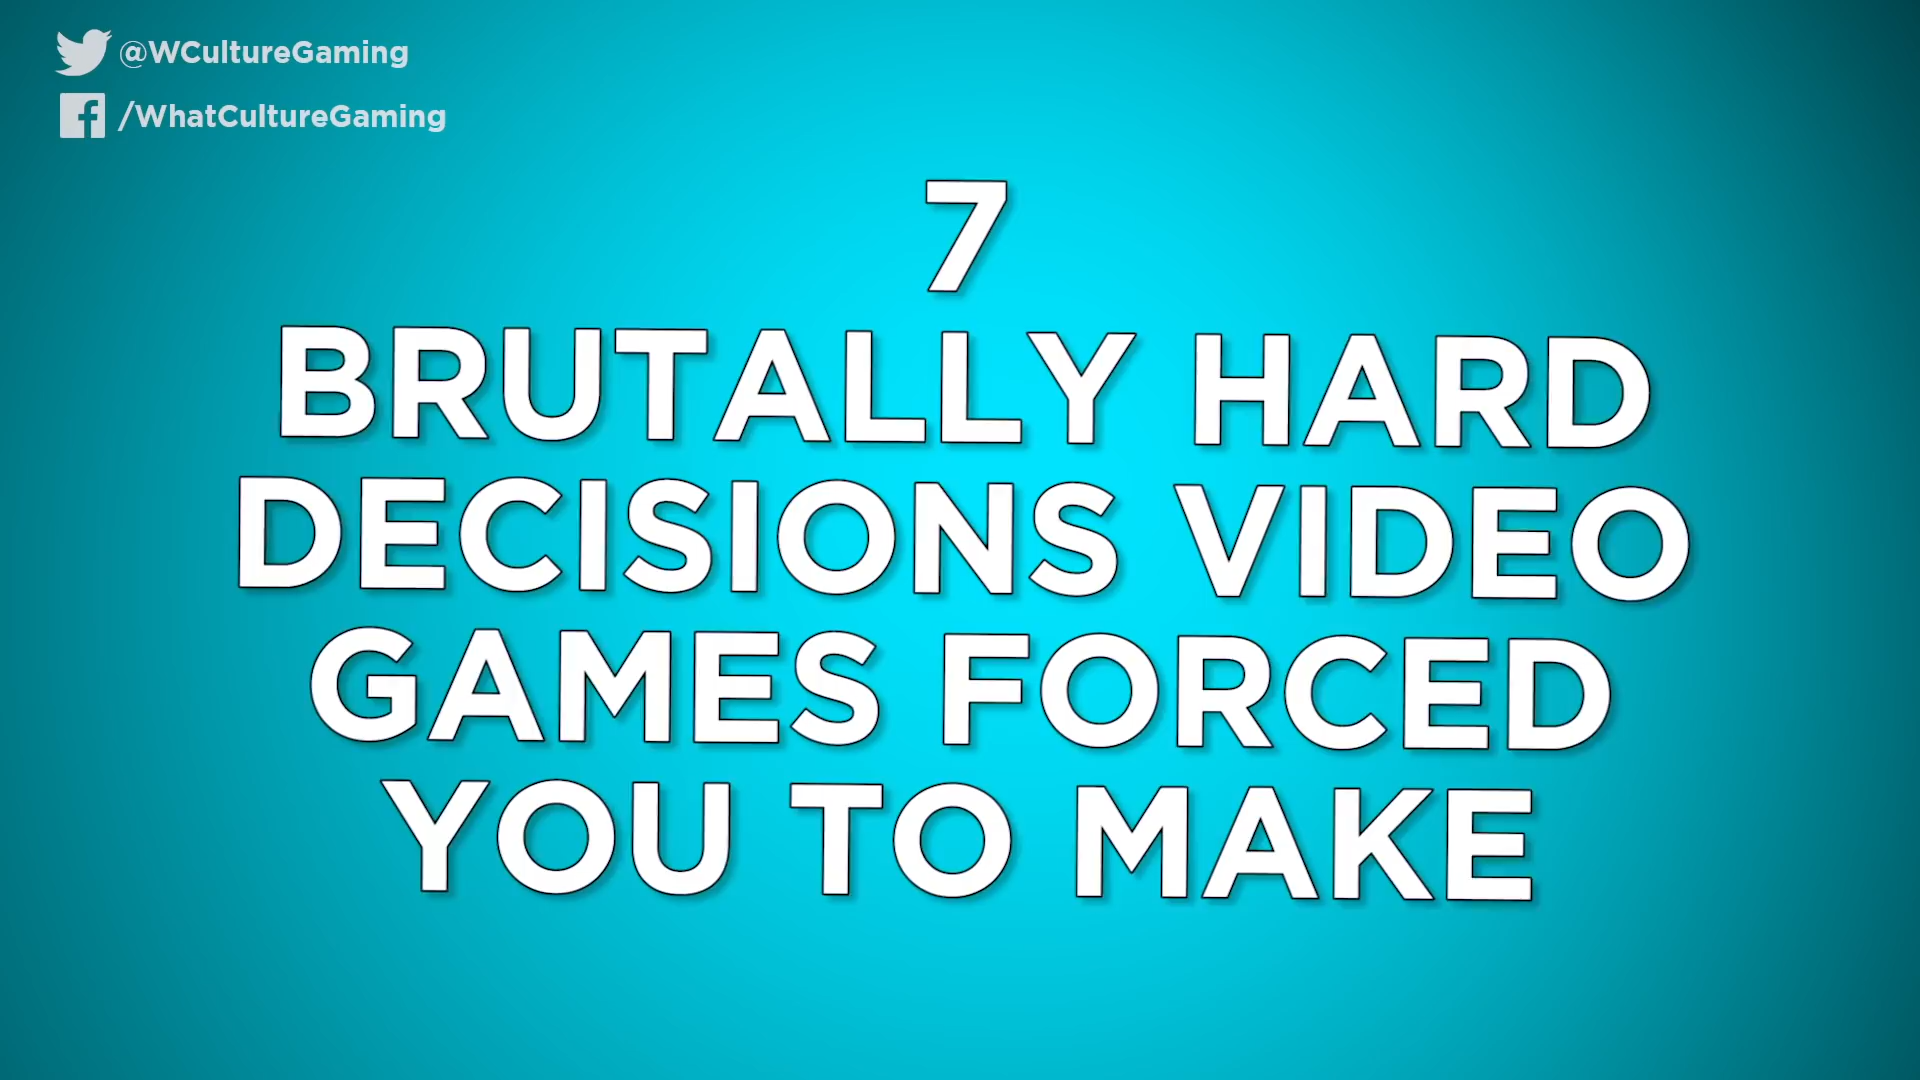 @WCultureGaming
/WhatCultureGaming
7
BRUTALLY HARD
DECISIONS VIDEO
GAMES FORCED
YOU TO MAKE